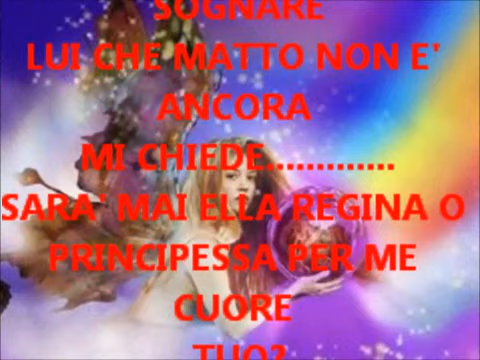 SOGNARE
LUI CHE MATTO NON E'
ANCORA
MI CHIEDE.............
SARA' MAI ELLA REGINA O
PRINCIPESSA PER ME
CUORE
TUO?